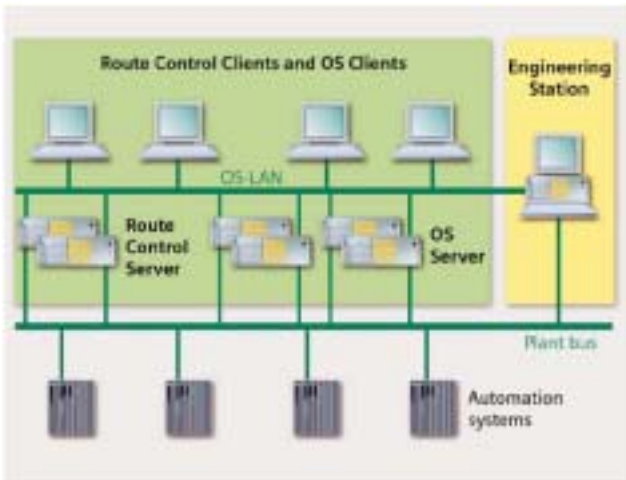 Route Control Clients and OS Clients
Engineering
Station
OS-LAN
Route
Control
Server
OS
Server
Plant bus
Automation
systems